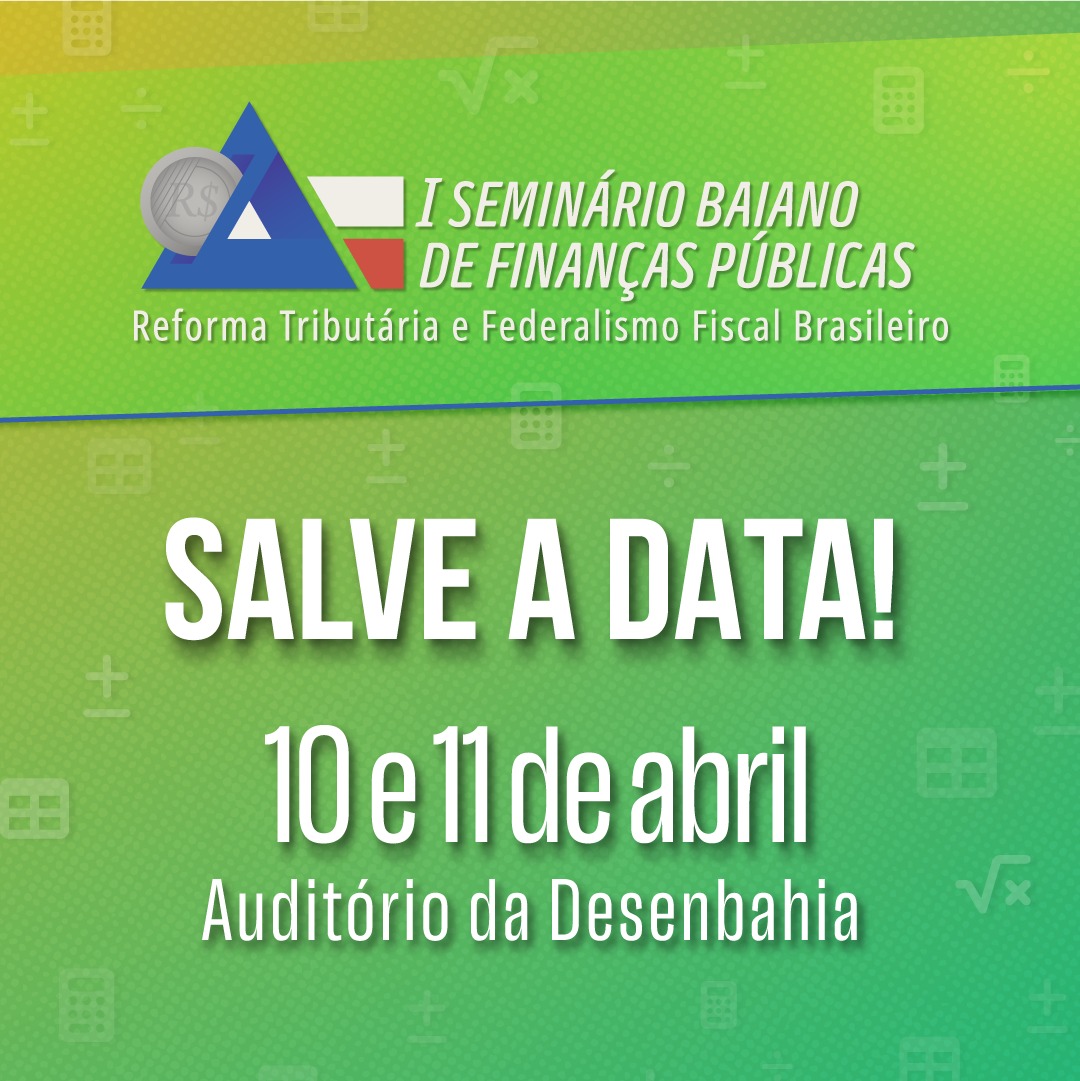 R$
I SEMINÁRIO BAIANO
DE FINANÇAS PÚBLICAS
Reforma Tributária e Federalismo Fiscal Brasileiro
SALVE A DATA!
10 e 11 de abril
Auditório da Desenbahia